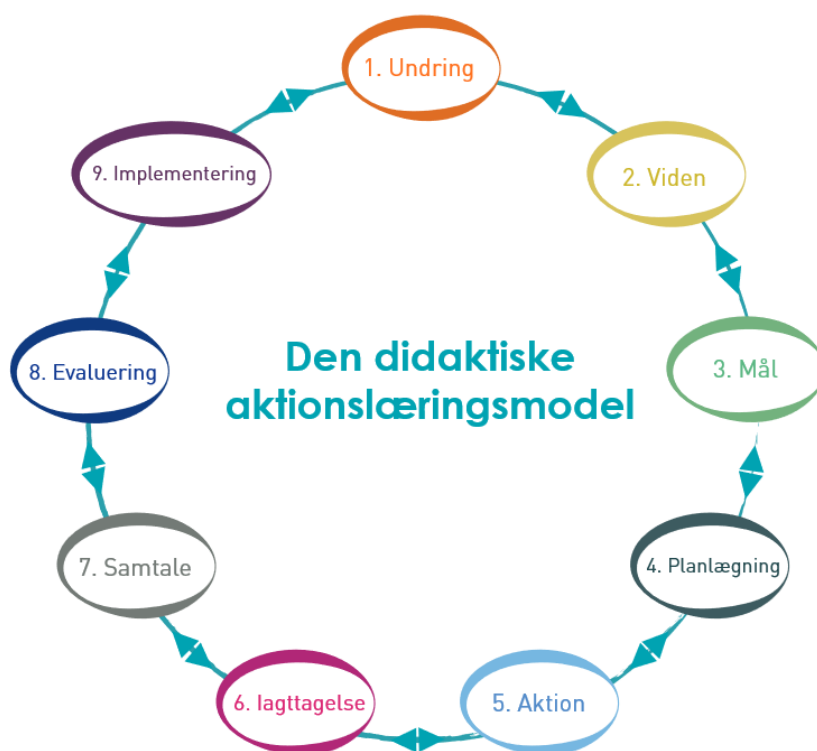 1. Undring
2. Viden
3. Mål
4. Planlægning
5. Aktion
6. Iagttagelse
7. Samtale
8. Evaluering
9. Implementering
Den didaktiske
aktionslæringsmodel